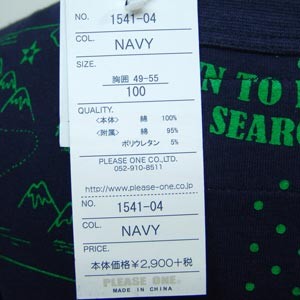 NO. 1541-04
COL. NAVY
SIZE.
胸囲 49-55
100
QUALITY.
<本体> 綿 100%
<附属> 綿 95%
ポリウレタン 5%
PLEASE ONE CO.,LTD.
052-910-8511
http://www.please-one.co.jp/
NO. 1541-04
COL. NAVY
PRICE.
本体価格¥2,900+税
PLEASE ONE.
MADE IN CHINA
N TO
SEARC